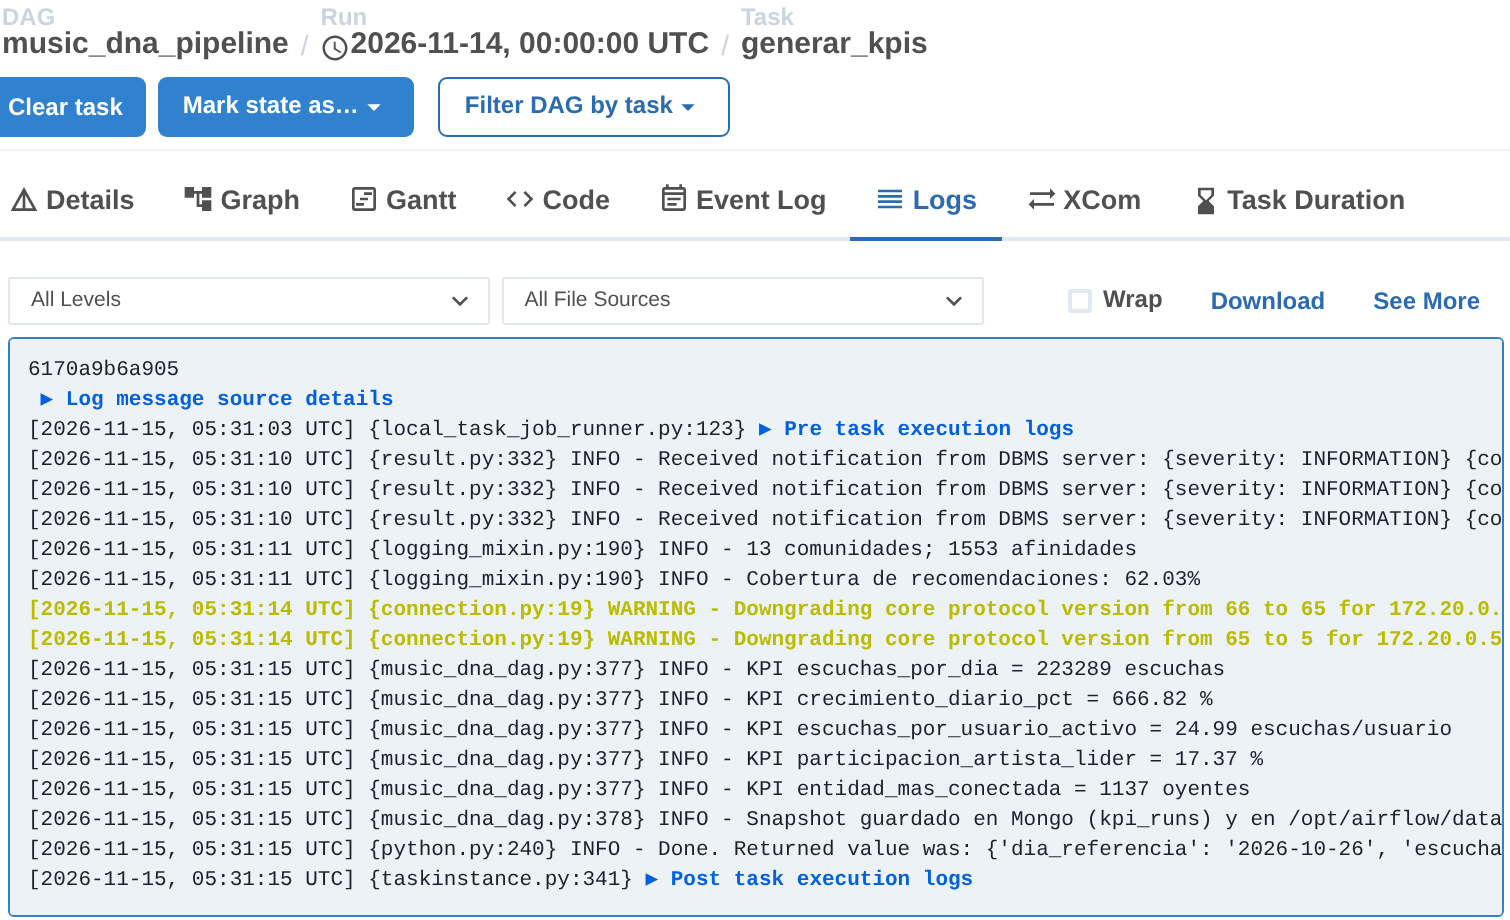 DAG
music_dna_pipeline
/
Run
2026-11-14, 00:00:00 UTC
/
Task
generar_kpis
Clear task
Mark state as…
Filter DAG by task
Details
Graph
Gantt
Code
Event Log
Logs
XCom
Task Duration
All Levels
All File Sources
Wrap
Download
See More
6170a9b6a905
▶ Log message source details
[2026-11-15, 05:31:03 UTC] {local_task_job_runner.py:123} ▶ Pre task execution logs
[2026-11-15, 05:31:10 UTC] {result.py:332} INFO - Received notification from DBMS server: {severity: INFORMATION} {co
[2026-11-15, 05:31:10 UTC] {result.py:332} INFO - Received notification from DBMS server: {severity: INFORMATION} {co
[2026-11-15, 05:31:10 UTC] {result.py:332} INFO - Received notification from DBMS server: {severity: INFORMATION} {co
[2026-11-15, 05:31:11 UTC] {logging_mixin.py:190} INFO - 13 comunidades; 1553 afinidades
[2026-11-15, 05:31:11 UTC] {logging_mixin.py:190} INFO - Cobertura de recomendaciones: 62.03%
[2026-11-15, 05:31:14 UTC] {connection.py:19} WARNING - Downgrading core protocol version from 66 to 65 for 172.20.0.
[2026-11-15, 05:31:14 UTC] {connection.py:19} WARNING - Downgrading core protocol version from 65 to 5 for 172.20.0.5
[2026-11-15, 05:31:15 UTC] {music_dna_dag.py:377} INFO - KPI escuchas_por_dia = 223289 escuchas
[2026-11-15, 05:31:15 UTC] {music_dna_dag.py:377} INFO - KPI crecimiento_diario_pct = 666.82 %
[2026-11-15, 05:31:15 UTC] {music_dna_dag.py:377} INFO - KPI escuchas_por_usuario_activo = 24.99 escuchas/usuario
[2026-11-15, 05:31:15 UTC] {music_dna_dag.py:377} INFO - KPI participacion_artista_lider = 17.37 %
[2026-11-15, 05:31:15 UTC] {music_dna_dag.py:377} INFO - KPI entidad_mas_conectada = 1137 oyentes
[2026-11-15, 05:31:15 UTC] {music_dna_dag.py:378} INFO - Snapshot guardado en Mongo (kpi_runs) y en /opt/airflow/data
[2026-11-15, 05:31:15 UTC] {python.py:240} INFO - Done. Returned value was: {'dia_referencia': '2026-10-26', 'escucha
[2026-11-15, 05:31:15 UTC] {taskinstance.py:341} ▶ Post task execution logs